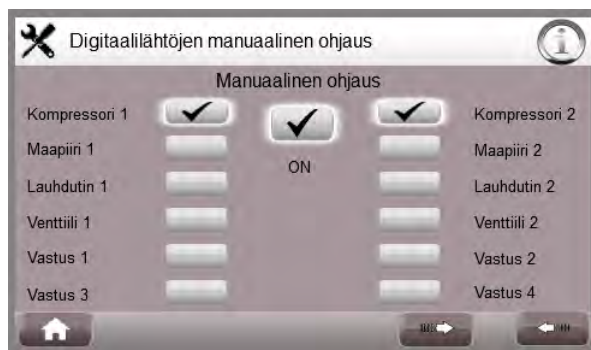 Digitaalilähtöjen manuaalinen ohjaus
Manuaalinen ohjaus
Kompressori 1
Kompressori 2
Maapiiri 1
ON
Maapiiri 2
Lauhdutin 1
Lauhdutin 2
Venttiili 1
Venttiili 2
Vastus 1
Vastus 2
Vastus 3
Vastus 4